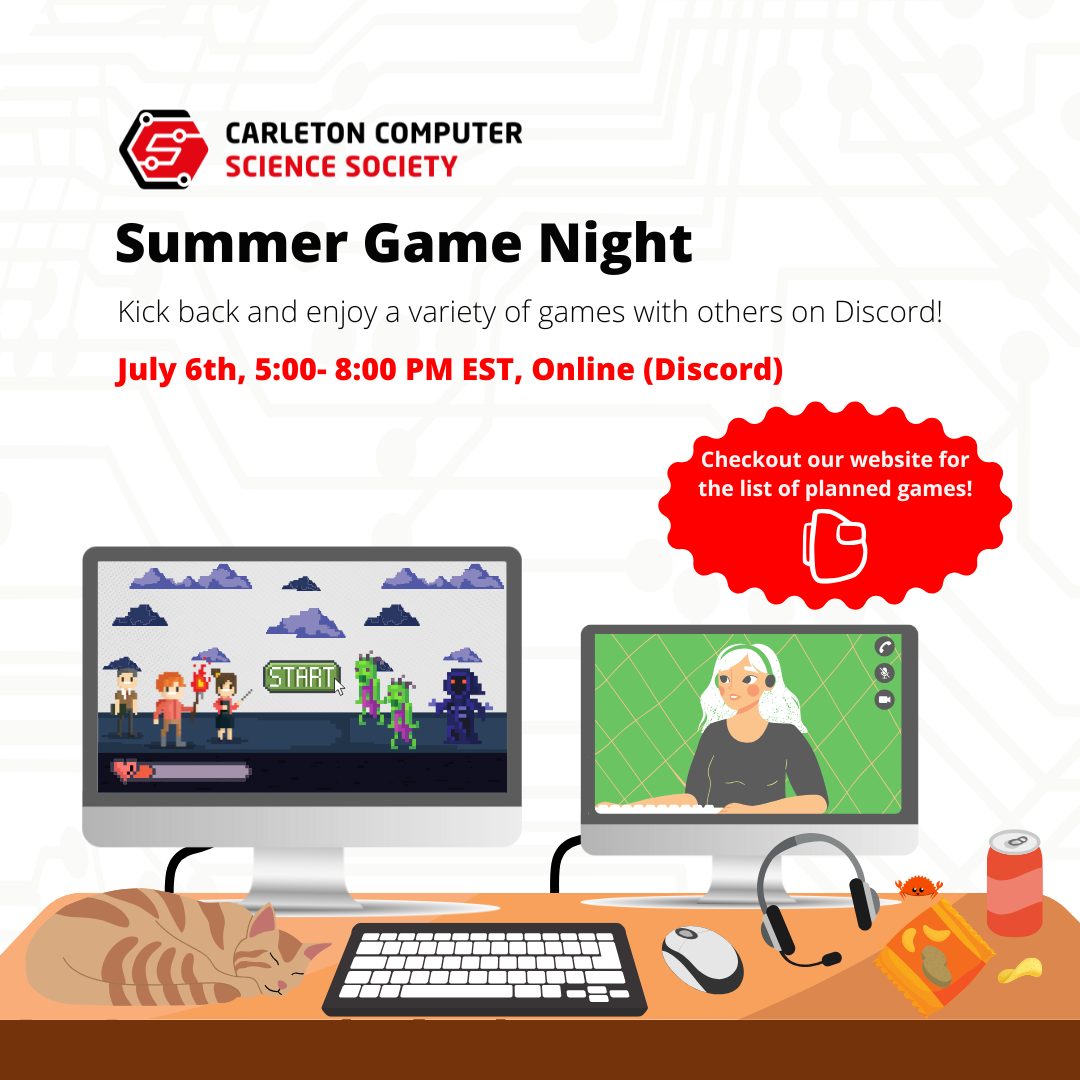 CARLETON COMPUTER
SCIENCE SOCIETY
Summer Game Night
Kick back and enjoy a variety of games with others on Discord!
July 6th, 5:00- 8:00 PM EST, Online (Discord)
Checkout our website for
the list of planned games!
START